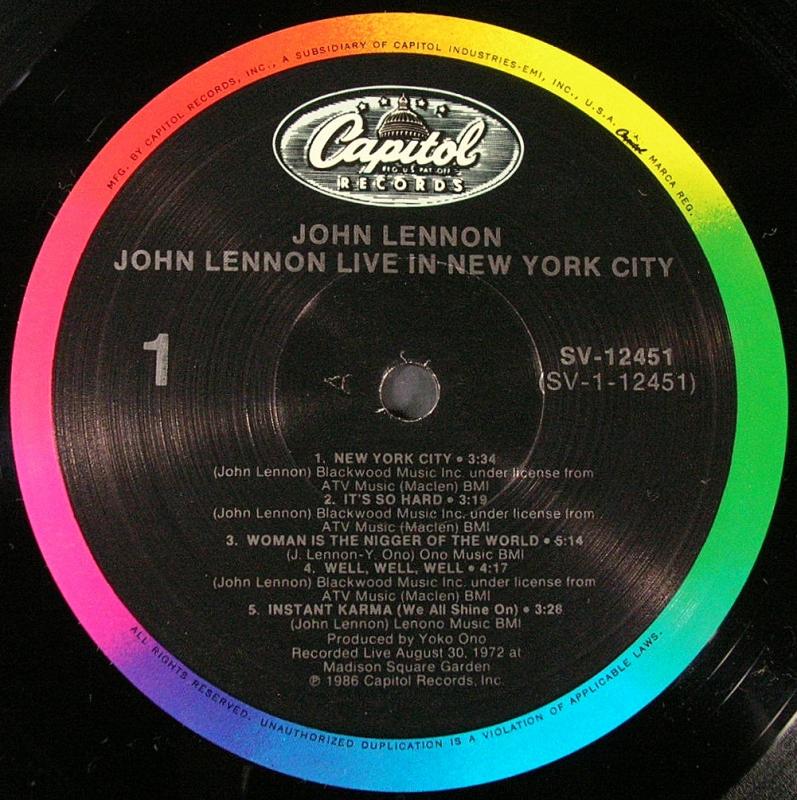 MFG. BY CAPITOL RECORDS, INC., A SUBSIDIARY OF CAPITOL INDUSTRIES-EMI, INC., U.S.A. Capitol MARCA REG.
Capitol
REG. U.S. PAT. OFF.
RECORDS
JOHN LENNON
JOHN LENNON LIVE IN NEW YORK CITY
1
SV-12451
(SV-1-12451)
1. NEW YORK CITY • 3:34
(John Lennon) Blackwood Music Inc. under license from
ATV Music (Maclen) BMI
2. IT'S SO HARD • 3:19
(John Lennon) Blackwood Music Inc. under license from
ATV Music (Maclen) BMI
3. WOMAN IS THE NIGGER OF THE WORLD • 5:14
(J. Lennon-Y. Ono) Ono Music BMI
4. WELL, WELL, WELL • 4:17
(John Lennon) Blackwood Music Inc. under license from
ATV Music (Maclen) BMI
5. INSTANT KARMA (We All Shine On) • 3:28
(John Lennon) Lenono Music BMI
Produced by Yoko Ono
Recorded Live August 30, 1972 at
Madison Square Garden
℗ 1986 Capitol Records, Inc.
ALL RIGHTS RESERVED. UNAUTHORIZED DUPLICATION IS A VIOLATION OF APPLICABLE LAWS.